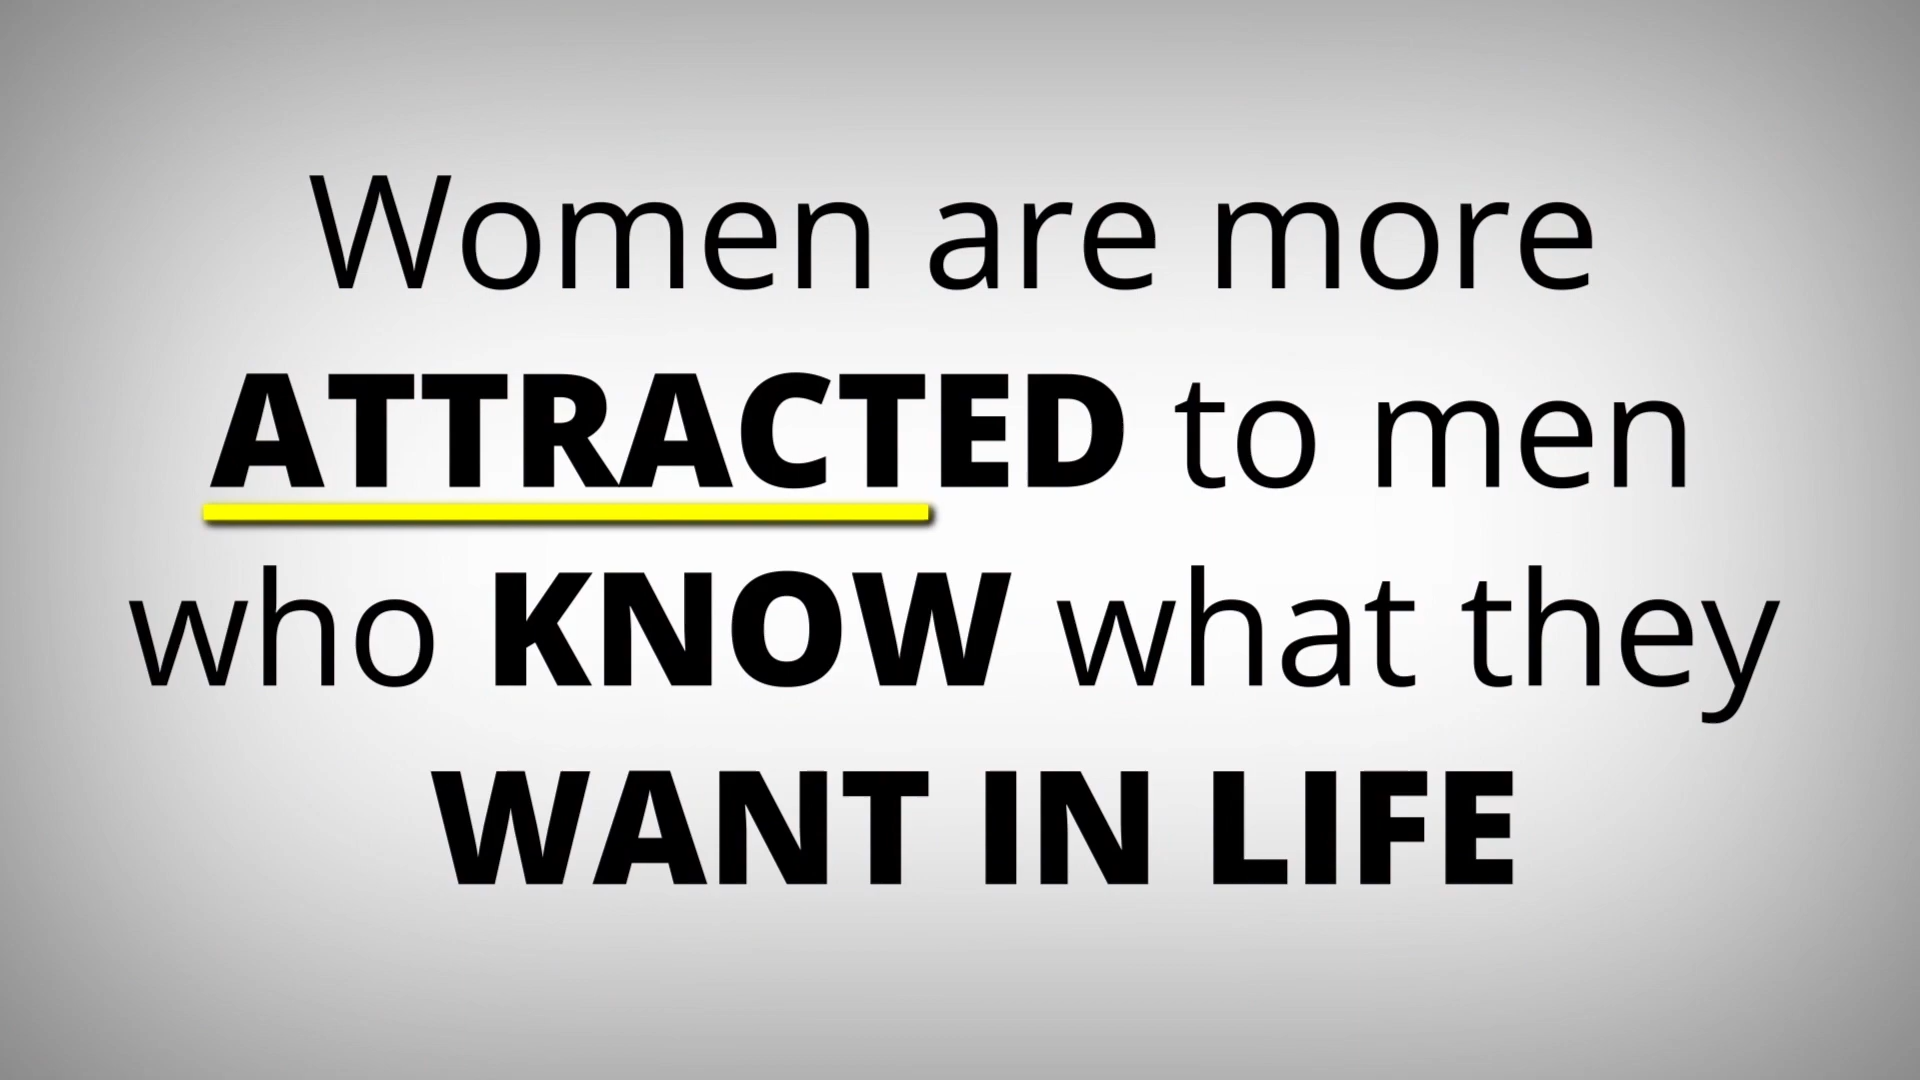 Women are more
ATTRACTED to men
who KNOW what they
WANT IN LIFE